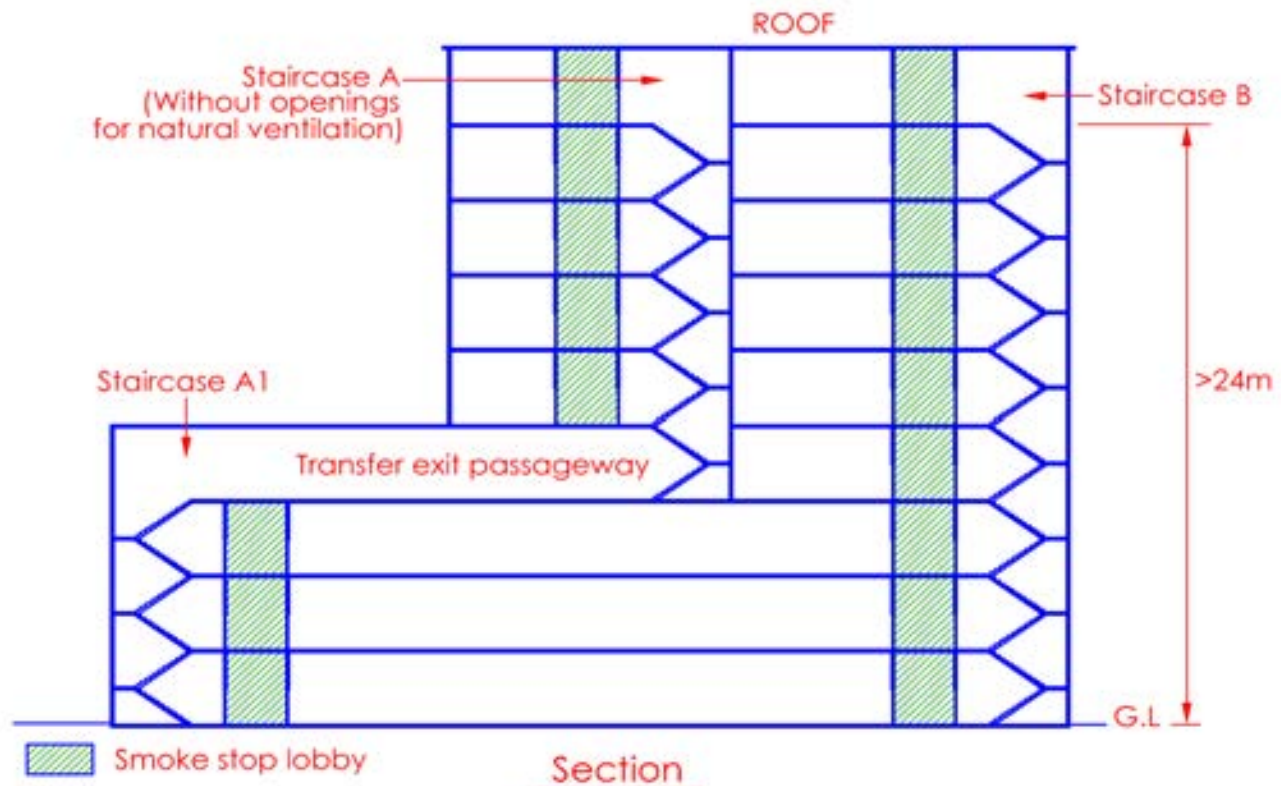 ROOF
Staircase A
(Without openings
for natural ventilation)
Staircase B
Staircase A1
>24m
Transfer exit passageway
G.L
Smoke stop lobby
Section